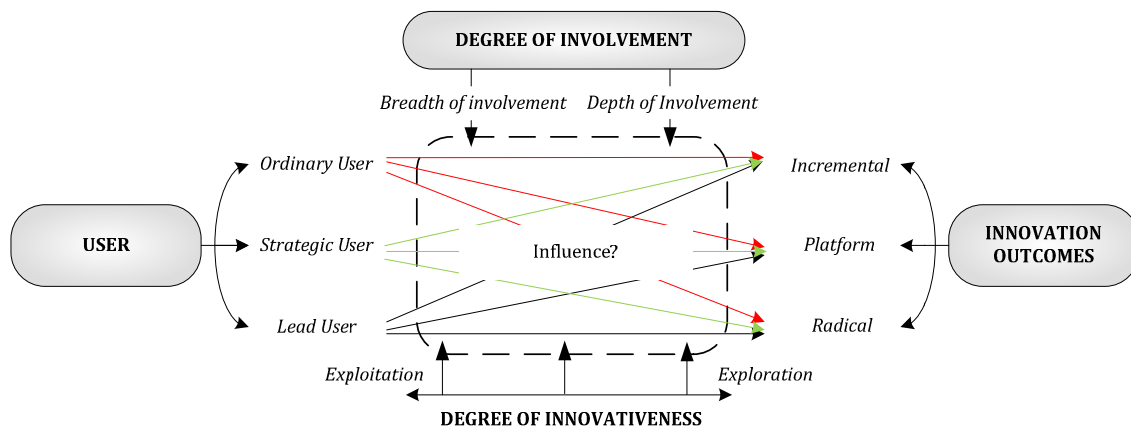 DEGREE OF INVOLVEMENT
Breadth of involvement
Depth of Involvement
Ordinary User
Incremental
USER
Strategic User
Influence?
Platform
INNOVATION
OUTCOMES
Lead User
Radical
Exploitation
Exploration
DEGREE OF INNOVATIVENESS